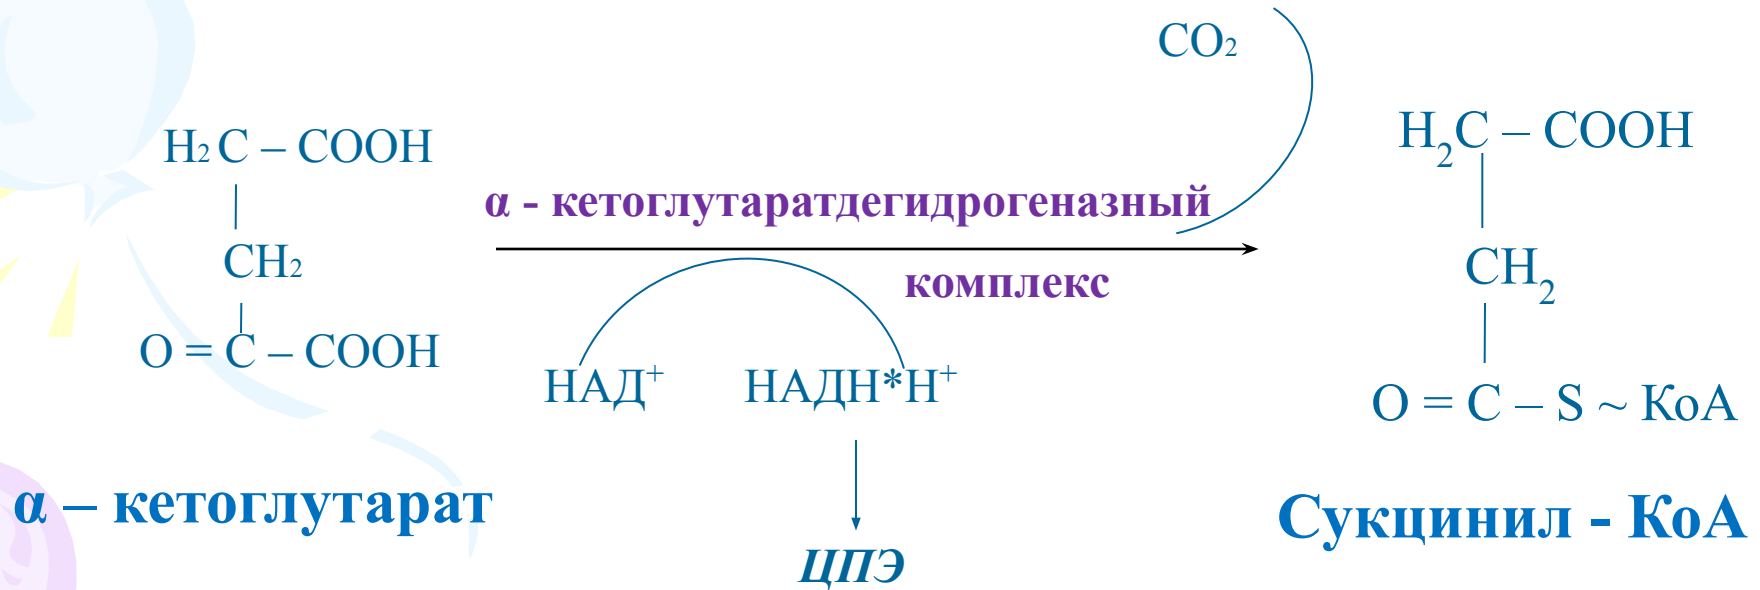 CO₂
H₂C – COOH
CH₂
O = C – COOH
α – кетоглутарат
α - кетоглутаратдегидрогеназный
комплекс
НАД⁺ НАДН*Н⁺
ЦПЭ
H₂C – COOH
CH₂
O = C – S ~ КоА
Сукцинил - КоА